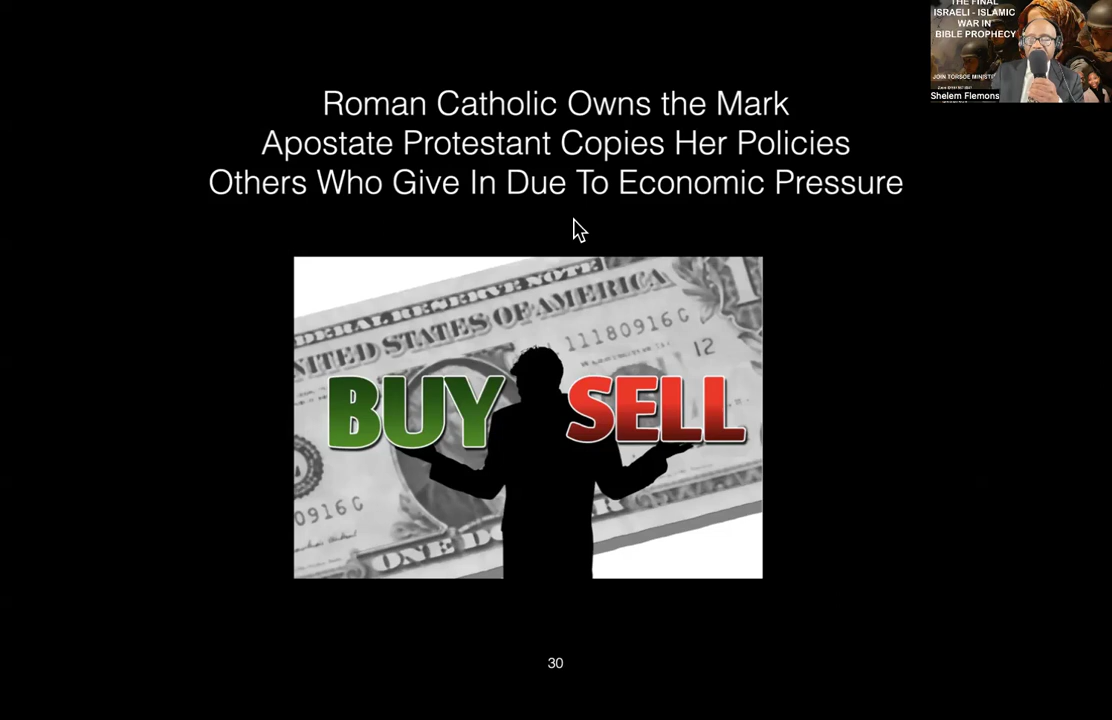 THE FINAL
ISRAELI - ISLAMIC
WAR IN
BIBLE PROPHECY
Shelem Flemons
Roman Catholic Owns the Mark
Apostate Protestant Copies Her Policies
Others Who Give In Due To Economic Pressure
FEDERAL RESERVE NOTE
UNITED STATES OF AMERICA
11180916C
12
BUY SELL
0916C
ONE DO
30